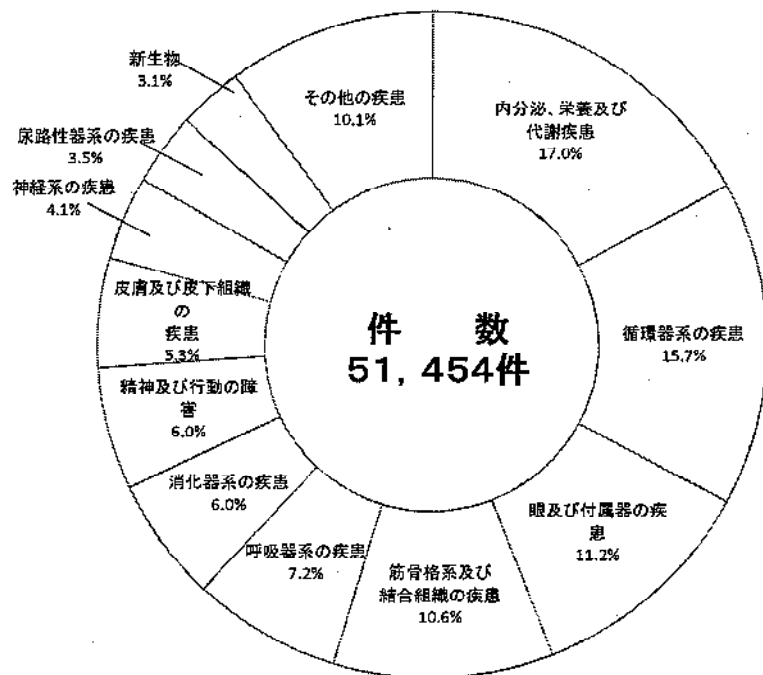 新生物
3.1%
その他の疾患
10.1%
内分泌、栄養及び
代謝疾患
17.0%
尿路性器系の疾患
3.5%
神経系の疾患
4.1%
皮膚及び皮下組織
の
疾患
5.3%
件 数
51,454件
循環器系の疾患
15.7%
精神及び行動の障
害
6.0%
消化器系の疾患
6.0%
眼及び付属器の疾
患
11.2%
呼吸器系の疾患
7.2%
筋骨格系及び
結合組織の疾患
10.6%